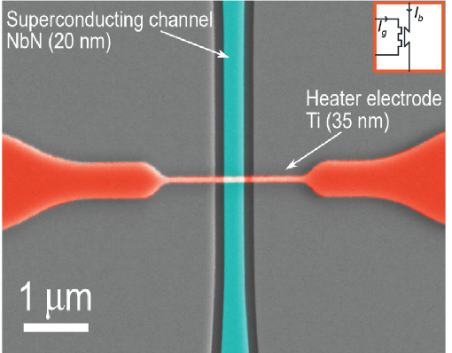 Superconducting channel
NbN (20 nm)
I_g
I_b
Heater electrode
Ti (35 nm)
1 μm